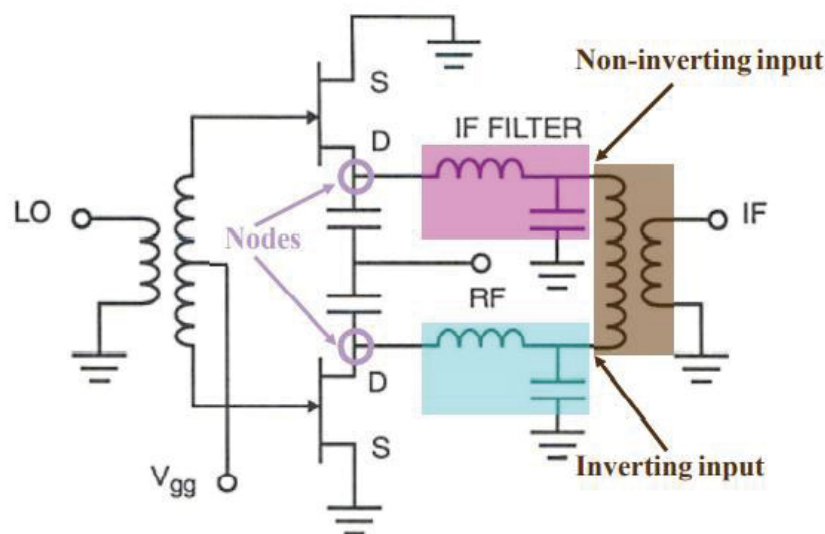 Non-inverting input
S
IF FILTER
D
LO
Nodes
IF
RF
D
S
Inverting input
Vgg